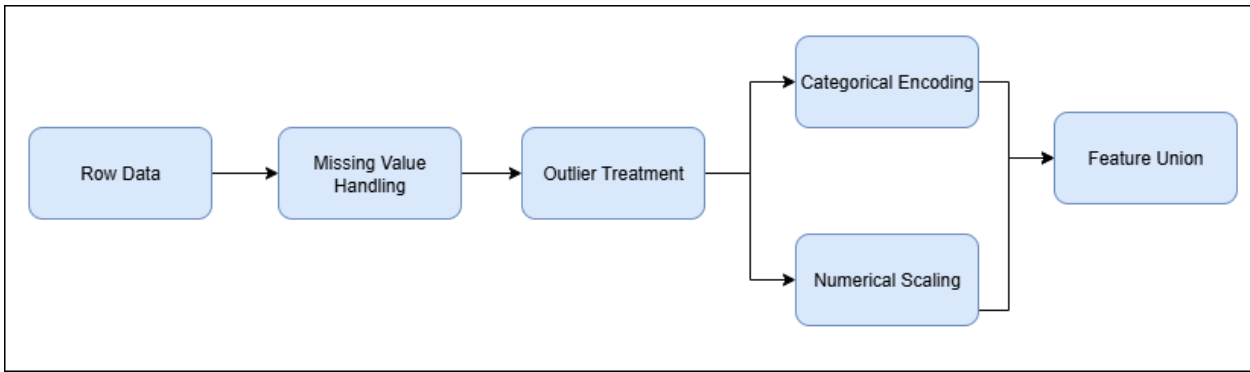 Row Data
Missing Value
Handling
Outlier Treatment
Categorical Encoding
Numerical Scaling
Feature Union